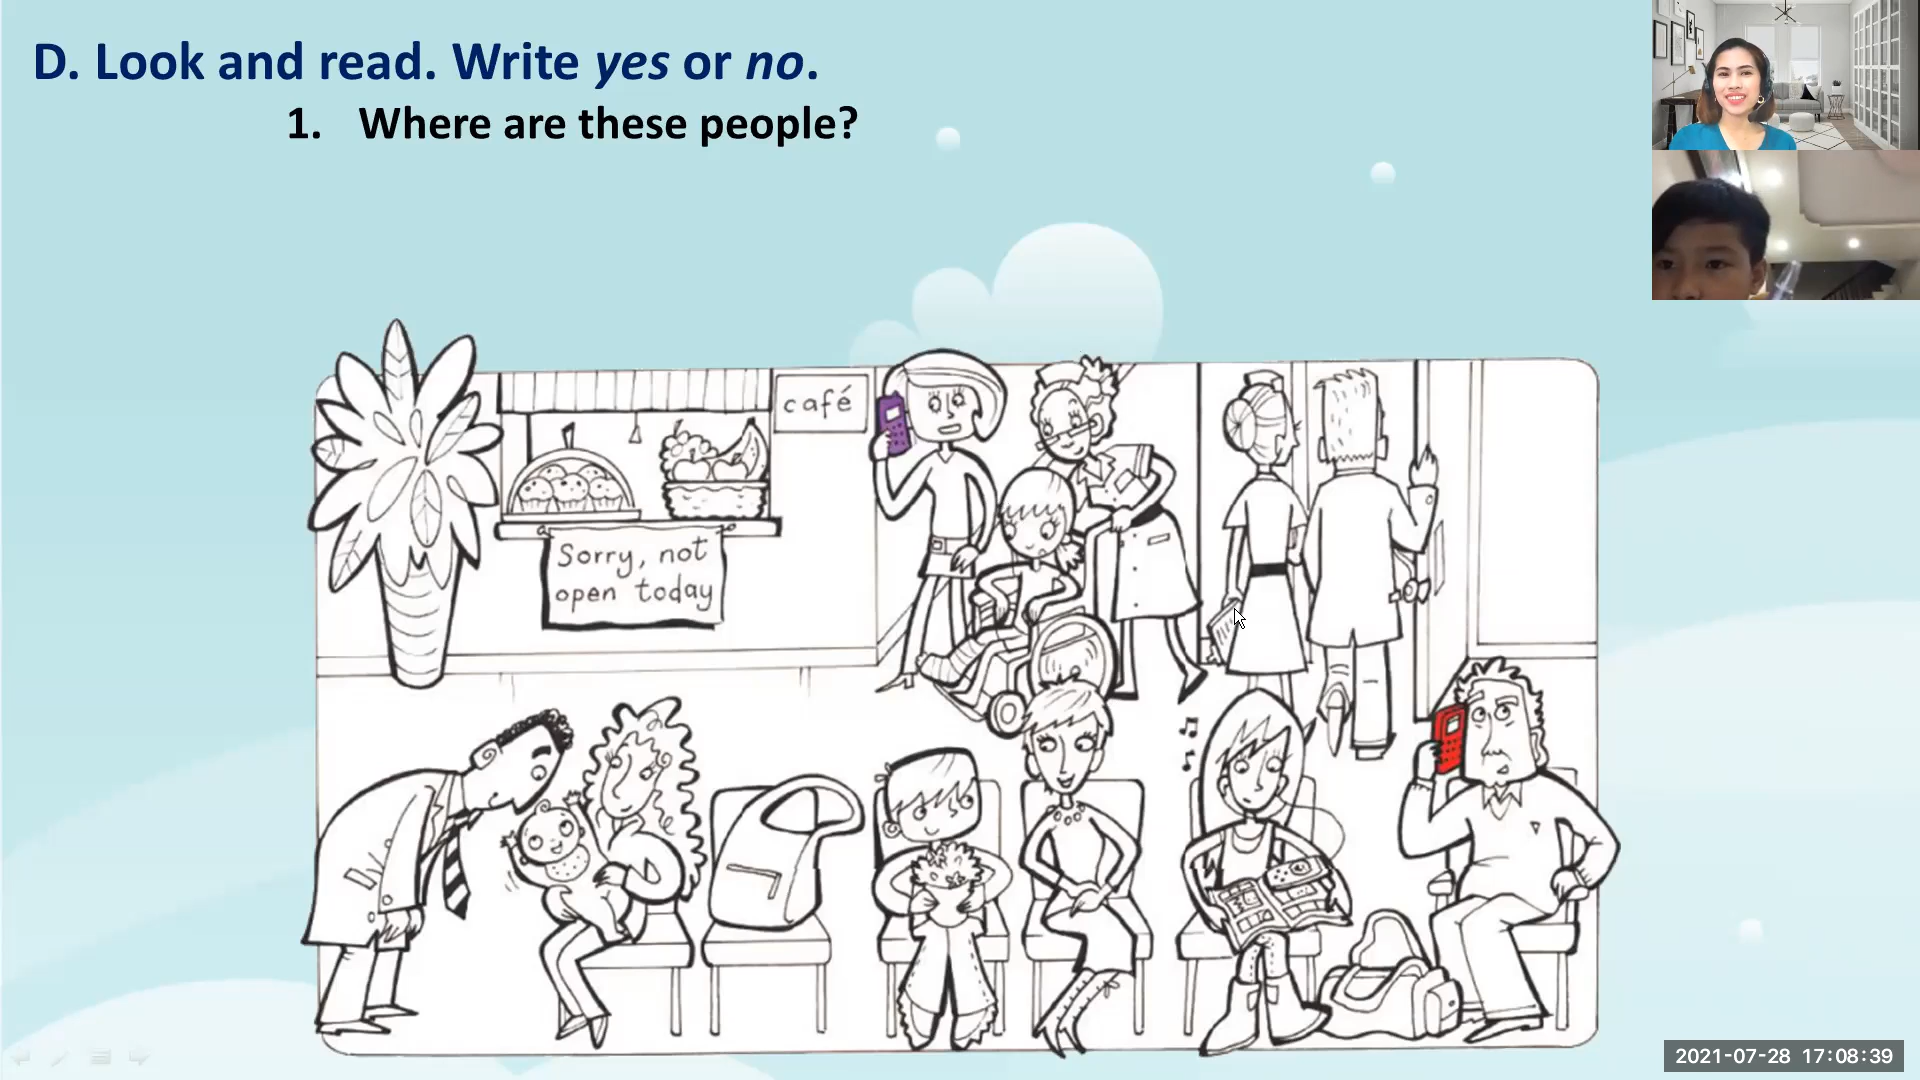 D. Look and read. Write yes or no.
1. Where are these people?
café
Sorry, not
open today
2021-07-28 17:08:39